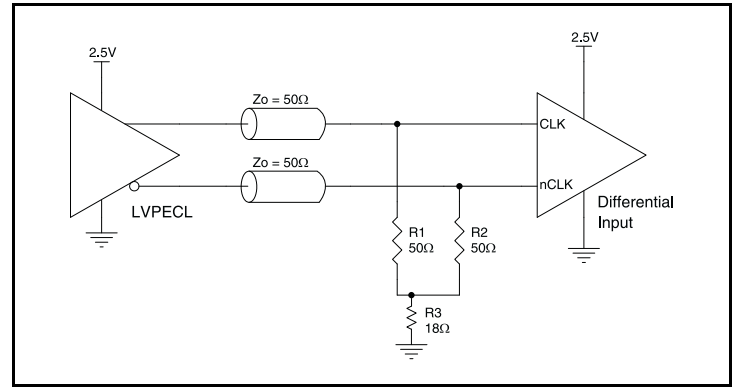 2.5V
2.5V
Zo = 50Ω
CLK
Zo = 50Ω
nCLK
LVPECL
Differential
Input
R1
50Ω
R2
50Ω
R3
18Ω